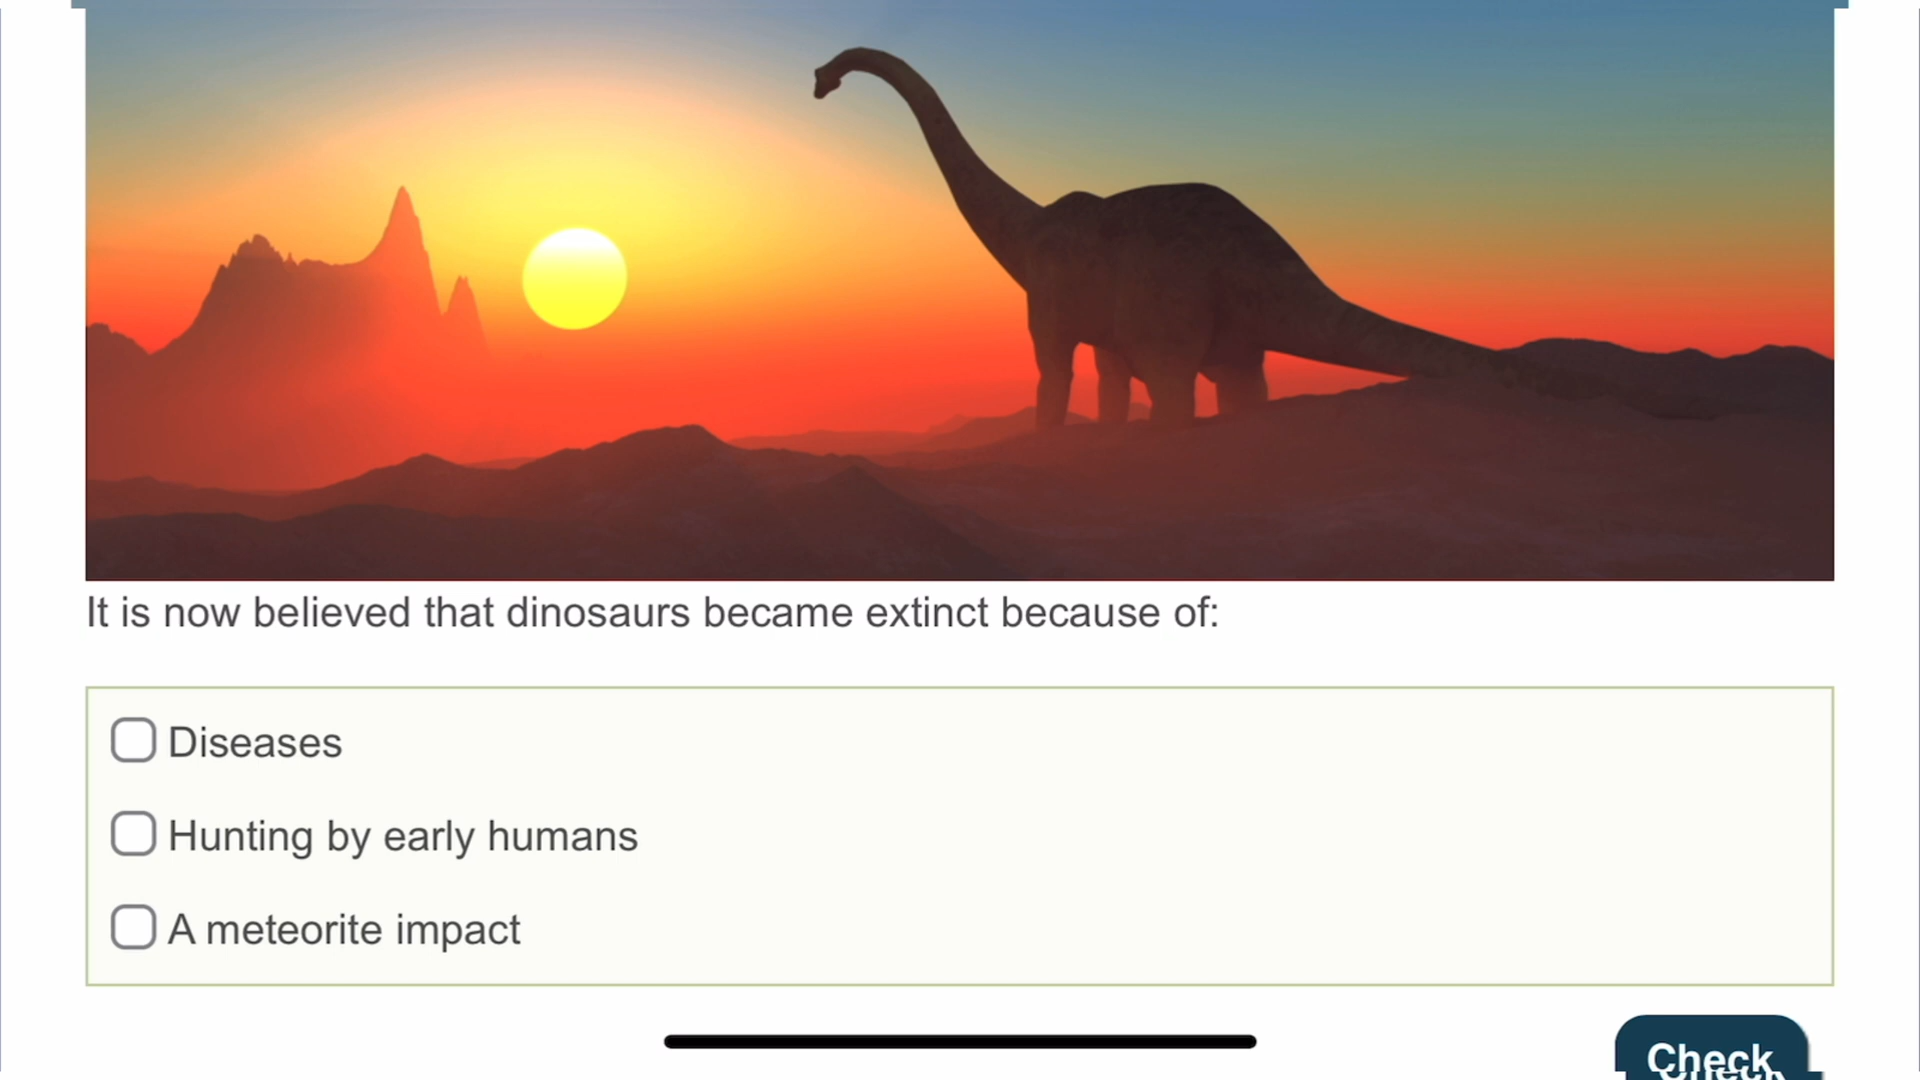 It is now believed that dinosaurs became extinct because of:
Diseases
Hunting by early humans
A meteorite impact
Check